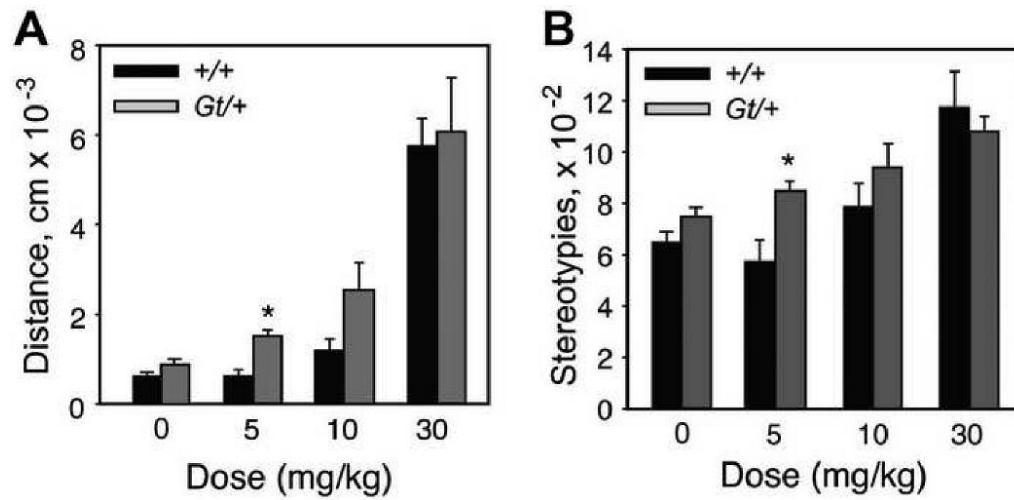 A
8
6
4
2
0
Distance, cm x 10⁻³
+/+
Gt/+
*
0 5 10 30
Dose (mg/kg)
B
14
12
10
8
6
4
2
0
Stereotypies, x 10⁻²
+/+
Gt/+
*
0 5 10 30
Dose (mg/kg)